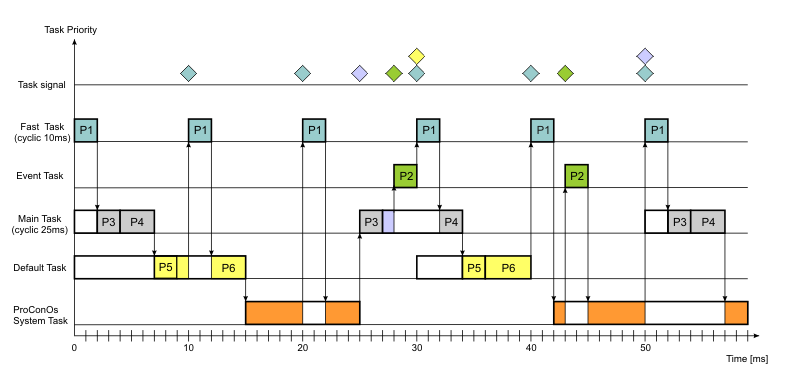 Task Priority
Task signal
Fast Task
(cyclic 10ms)
P1 P1 P1 P1 P1 P1
Event Task
P2 P2
Main Task
(cyclic 25ms)
P3 P4 P3 P4 P3 P4
Default Task
P5 P6 P5 P6
ProConOs
System Task
0 10 20 30 40 50
Time [ms]